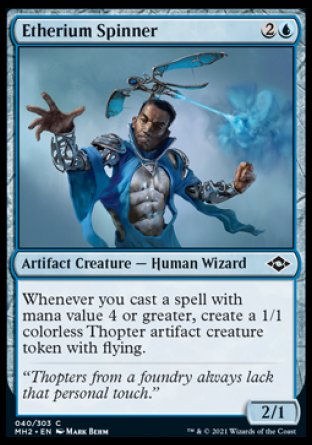 Etherium Spinner 2
Artifact Creature — Human Wizard
Whenever you cast a spell with
mana value 4 or greater, create a 1/1
colorless Thopter artifact creature
token with flying.
“Thopters from a foundry always lack
that personal touch.”
2/1
040/303 C
MH2 • EN Mark Behm
™ & © 2021 Wizards of the Coast